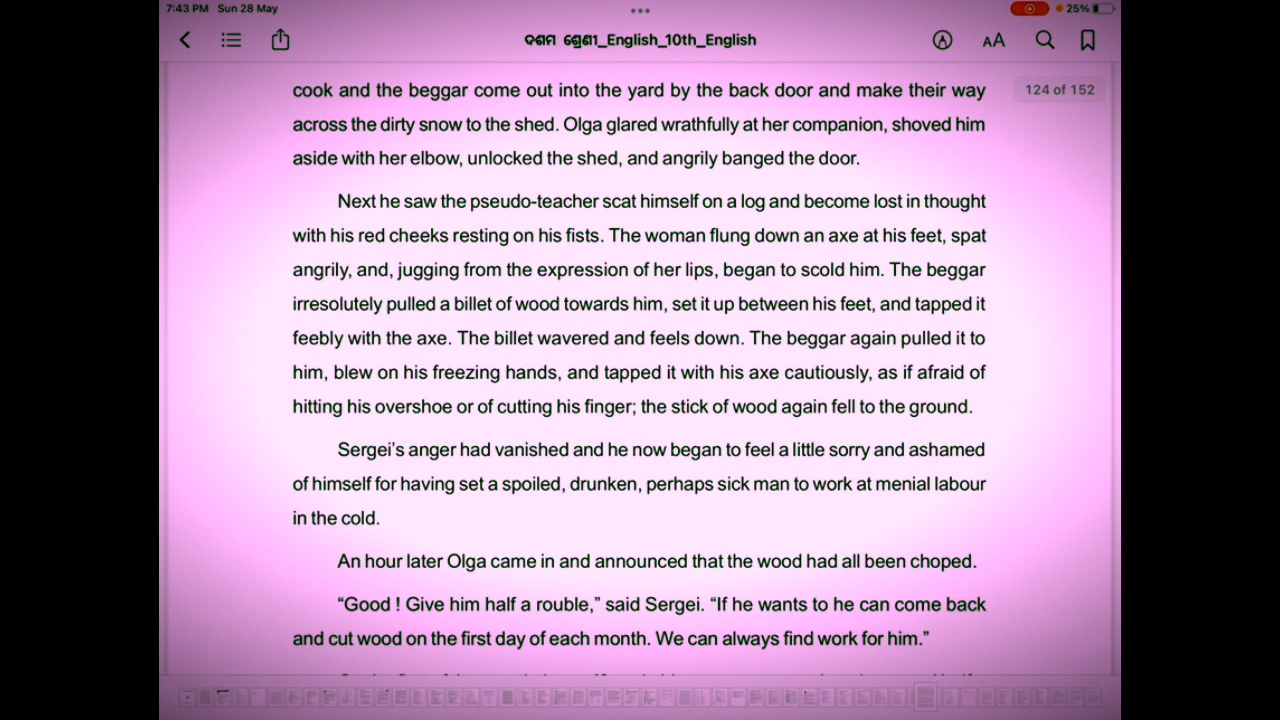 7:43 PM Sun 28 May
25%
ଦଶମ ଶ୍ରେଣୀ_English_10th_English
AA
124 of 152
cook and the beggar come out into the yard by the back door and make their way
across the dirty snow to the shed. Olga glared wrathfully at her companion, shoved him
aside with her elbow, unlocked the shed, and angrily banged the door.
Next he saw the pseudo-teacher scat himself on a log and become lost in thought
with his red cheeks resting on his fists. The woman flung down an axe at his feet, spat
angrily, and, jugging from the expression of her lips, began to scold him. The beggar
irresolutely pulled a billet of wood towards him, set it up between his feet, and tapped it
feebly with the axe. The billet wavered and feels down. The beggar again pulled it to
him, blew on his freezing hands, and tapped it with his axe cautiously, as if afraid of
hitting his overshoe or of cutting his finger; the stick of wood again fell to the ground.
Sergei's anger had vanished and he now began to feel a little sorry and ashamed
of himself for having set a spoiled, drunken, perhaps sick man to work at menial labour
in the cold.
An hour later Olga came in and announced that the wood had all been choped.
“Good ! Give him half a rouble,” said Sergei. “If he wants to he can come back
and cut wood on the first day of each month. We can always find work for him.”